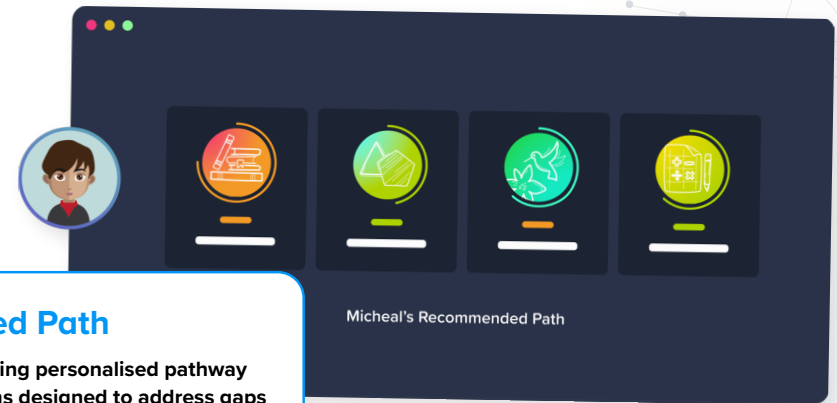 Micheal's Recommended Path
ed Path
ing personalised pathway
ns designed to address gaps